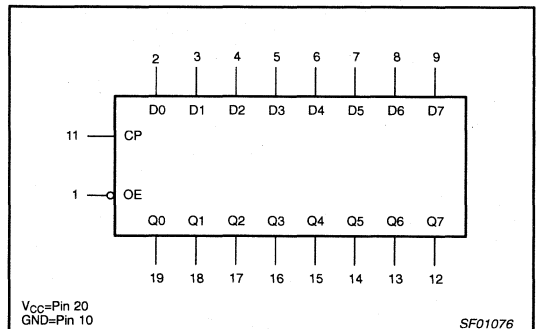 2 3 4 5 6 7 8 9
D0 D1 D2 D3 D4 D5 D6 D7
11 CP
1 OE
Q0 Q1 Q2 Q3 Q4 Q5 Q6 Q7
19 18 17 16 15 14 13 12
VCC=Pin 20
GND=Pin 10
SF01076